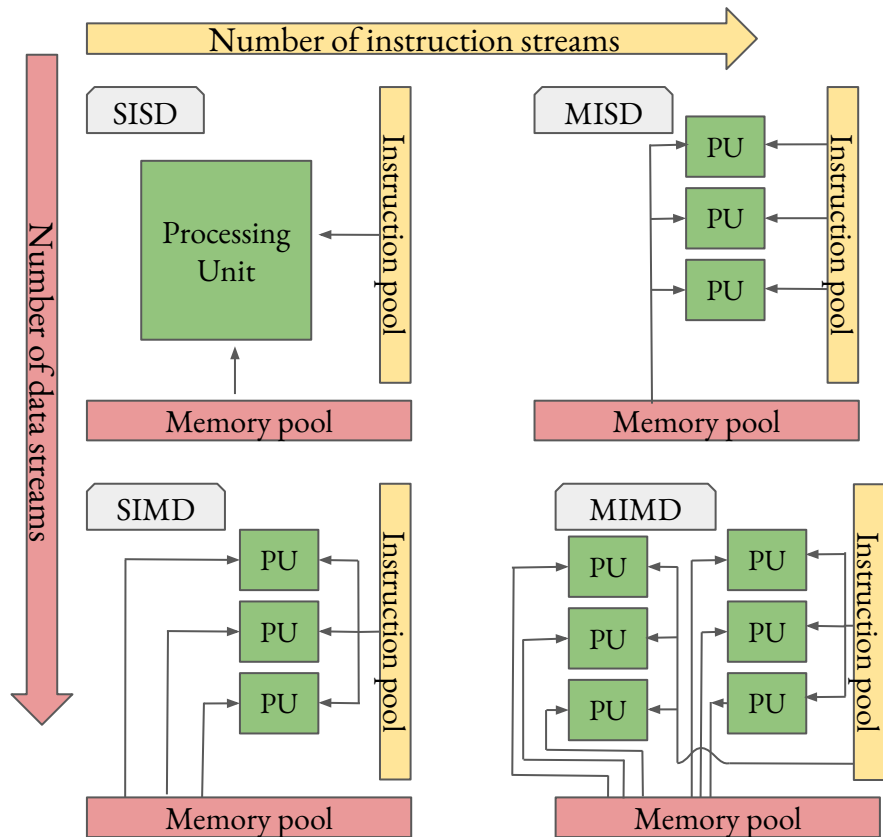 Number of instruction streams
Number of data streams
SISD
Processing
Unit
Instruction pool
Memory pool
MISD
PU
PU
PU
Instruction pool
Memory pool
SIMD
PU
PU
PU
Instruction pool
Memory pool
MIMD
PU
PU
PU
PU
PU
PU
Instruction pool
Memory pool